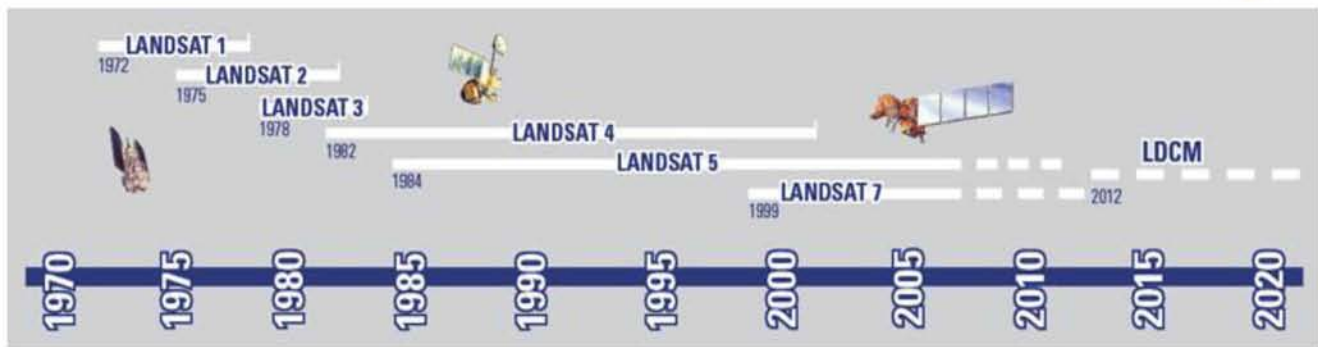 LANDSAT 1
1972
LANDSAT 2
1975
LANDSAT 3
1978
LANDSAT 4
1982
LANDSAT 5
1984
LDCM
LANDSAT 7
1999
2012
1970 1975 1980 1985 1990 1995 2000 2005 2010 2015 2020